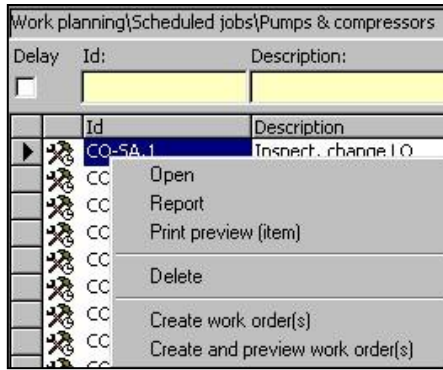 Work planning\Scheduled jobs\Pumps & compressors
Delay Id: Description:
Id Description
CO-SA.1 Inspect, change LO
CC Open
CC Report
CC Print preview (item)
CC
CC Delete
CC
CC Create work order(s)
CC Create and preview work order(s)